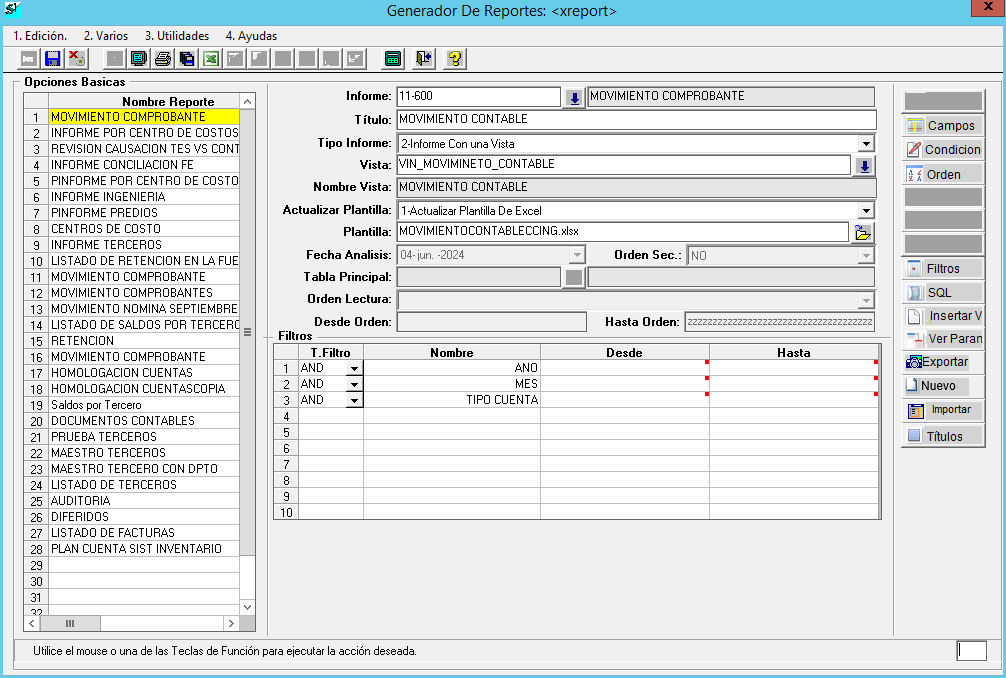 Generador De Reportes: <xreport>
X
1. Edición. 2. Varios 3. Utilidades 4. Ayudas
Opciones Basicas
Nombre Reporte
1 MOVIMIENTO COMPROBANTE
2 INFORME POR CENTRO DE COSTOS
3 REVISION CAUSACION TES VS CONT
4 INFORME CONCILIACION FE
5 PINFORME POR CENTRO DE COSTO
6 INFORME INGENIERIA
7 PINFORME PREDIOS
8 CENTROS DE COSTO
9 INFORME TERCEROS
10 LISTADO DE RETENCION EN LA FUE
11 MOVIMIENTO COMPROBANTE
12 MOVIMIENTO COMPROBANTES
13 MOVIMIENTO NOMINA SEPTIEMBRE
14 LISTADO DE SALDOS POR TERCERO
15 RETENCION
16 MOVIMIENTO COMPROBANTE
17 HOMOLOGACION CUENTAS
18 HOMOLOGACION CUENTASCOPIA
19 Saldos por Tercero
20 DOCUMENTOS CONTABLES
21 PRUEBA TERCEROS
22 MAESTRO TERCEROS
23 MAESTRO TERCERO CON DPTO
24 LISTADO DE TERCEROS
25 AUDITORIA
26 DIFERIDOS
27 LISTADO DE FACTURAS
28 PLAN CUENTA SIST INVENTARIO
29
30
31
32
Informe: 11-600 MOVIMIENTO COMPROBANTE
Título: MOVIMIENTO CONTABLE
Tipo Informe: 2-Informe Con una Vista
Vista: VIN_MOVIMINETO_CONTABLE
Nombre Vista: MOVIMIENTO CONTABLE
Actualizar Plantilla: 1-Actualizar Plantilla De Excel
Plantilla: MOVIMIENTOCONTABLECCING.xlsx
Fecha Analisis: 04-jun. -2024 Orden Sec.: NO
Tabla Principal:
Orden Lectura:
Desde Orden: Hasta Orden: zzzzzzzzzzzzzzzzzzzzzzzzzzzzzzzzzzzzzzzz
Filtros
T.Filtro Nombre Desde Hasta
1 AND ANO
2 AND MES
3 AND TIPO CUENTA
4
5
6
7
8
9
10
Campos
Condicion
Orden
Filtros
SQL
Insertar V
Ver Paran
Exportar
Nuevo
Importar
Títulos
Utilice el mouse o una de las Teclas de Función para ejecutar la acción deseada.